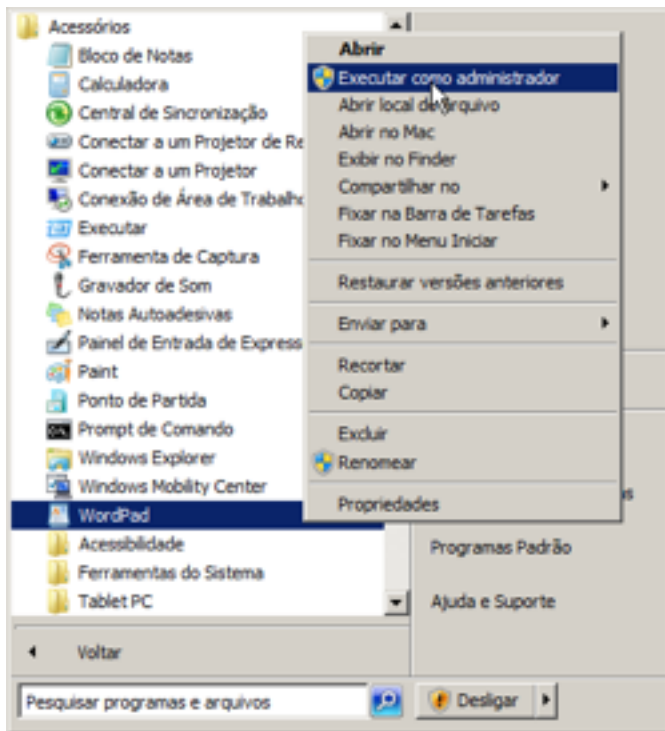 Acessórios
Bloco de Notas
Calculadora
Central de Sincronização
Conectar a um Projetor de Re
Conectar a um Projetor
Conexão de Área de Trabalho
Executar
Ferramenta de Captura
Gravador de Som
Notas Autoadesivas
Painel de Entrada de Express
Paint
Ponto de Partida
Prompt de Comando
Windows Explorer
Windows Mobility Center
WordPad
Acessibilidade
Ferramentas do Sistema
Tablet PC
Voltar
Pesquisar programas e arquivos
Abrir
Executar como administrador
Abrir local de arquivo
Abrir no Mac
Exibir no Finder
Compartilhar no
Fixar na Barra de Tarefas
Fixar no Menu Iniciar
Restaurar versões anteriores
Enviar para
Recortar
Copiar
Excluir
Renomear
Propriedades
Programas Padrão
Ajuda e Suporte
Desligar